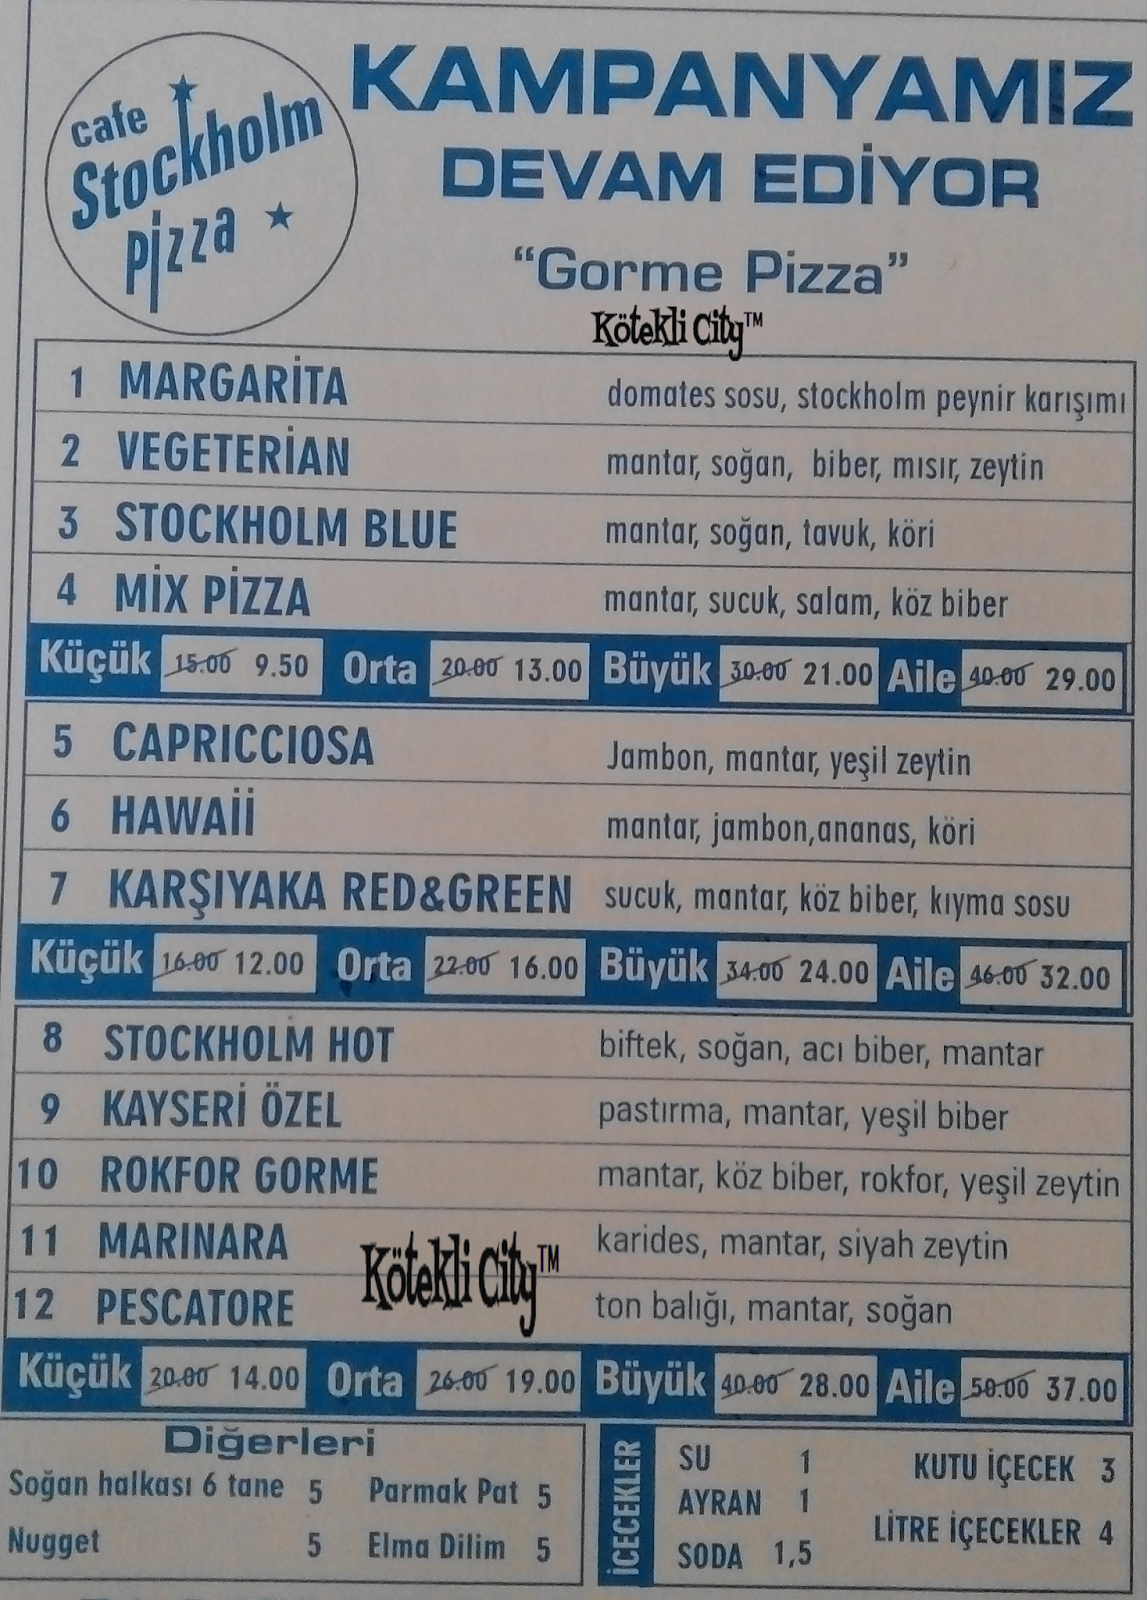 cafe
Stockholm
pizza
KAMPANYAMIZ
DEVAM EDİYOR
“Gorme Pizza”
Kötekli City™
1 MARGARİTA domates sosu, stockholm peynir karışımı
2 VEGETERİAN mantar, soğan, biber, mısır, zeytin
3 STOCKHOLM BLUE mantar, soğan, tavuk, köri
4 MİX PİZZA mantar, sucuk, salam, köz biber
Küçük 15.00 9.50 Orta 20.00 13.00 Büyük 30.00 21.00 Aile 40.00 29.00
5 CAPRICCIOSA Jambon, mantar, yeşil zeytin
6 HAWAİİ mantar, jambon,ananas, köri
7 KARŞIYAKA RED&GREEN sucuk, mantar, köz biber, kıyma sosu
Küçük 16.00 12.00 Orta 22.00 16.00 Büyük 34.00 24.00 Aile 46.00 32.00
8 STOCKHOLM HOT biftek, soğan, acı biber, mantar
9 KAYSERİ ÖZEL pastırma, mantar, yeşil biber
10 ROKFOR GORME mantar, köz biber, rokfor, yeşil zeytin
11 MARINARA karides, mantar, siyah zeytin
Kötekli City™
12 PESCATORE ton balığı, mantar, soğan
Küçük 20.00 14.00 Orta 26.00 19.00 Büyük 40.00 28.00 Aile 50.00 37.00
Diğerleri
Soğan halkası 6 tane 5 Parmak Pat 5
Nugget 5 Elma Dilim 5
İÇECEKLER
SU 1 KUTU İÇECEK 3
AYRAN 1
LİTRE İÇECEKLER 4
SODA 1,5